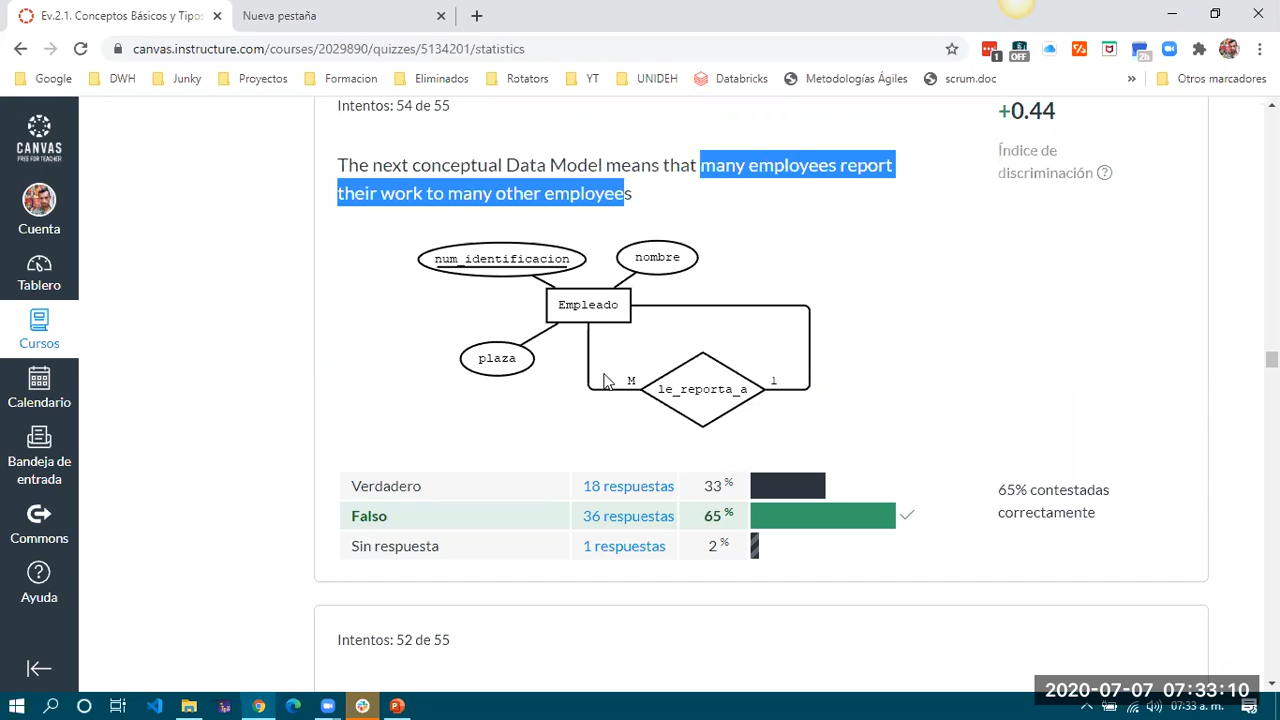 Ev.2.1. Conceptos Básicos y Tipos
Nueva pestaña
canvas.instructure.com/courses/2029890/quizzes/5134201/statistics
1
OFF
2h
Google
DWH
Junky
Proyectos
Formacion
Eliminados
Rotators
YT
UNIDEH
Databricks
Metodologías Ágiles
scrum.doc
»
Otros marcadores
CANVAS
FREE FOR TEACHER
Cuenta
Tablero
Cursos
Calendario
Bandeja de
entrada
Commons
Ayuda
Intentos: 54 de 55
+0.44
Índice de
discriminación
The next conceptual Data Model means that many employees report
their work to many other employees
num_identificacion
nombre
Empleado
plaza
M
le_reporta_a
1
Verdadero 18 respuestas 33 %
Falso 36 respuestas 65 %
Sin respuesta 1 respuestas 2 %
65% contestadas
correctamente
Intentos: 52 de 55
2020-07-07 07:33:10
07:33 a. m.